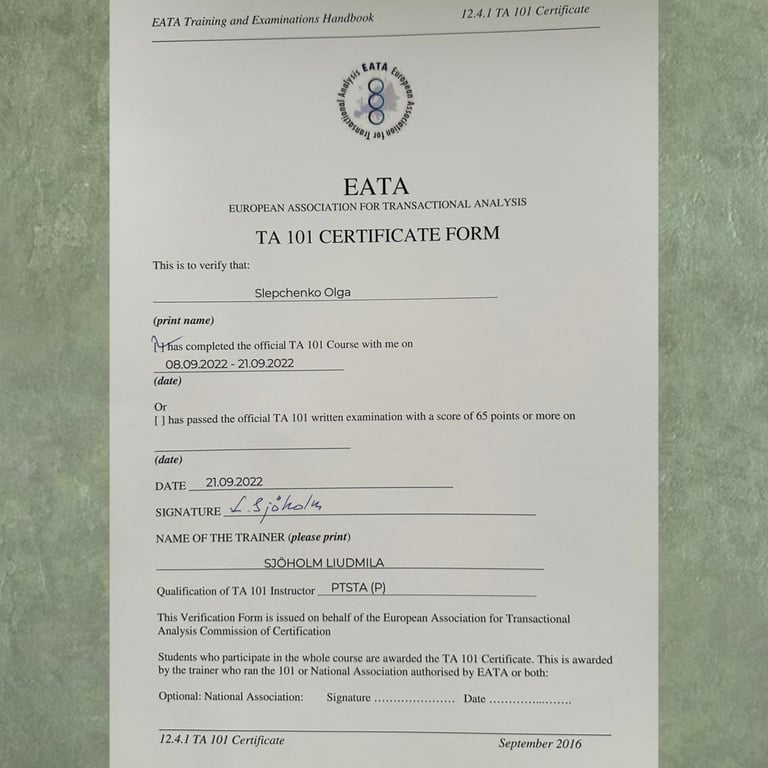 EATA Training and Examinations Handbook 12.4.1 TA 101 Certificate
EATA European Association for Transactional Analysis
EATA
EUROPEAN ASSOCIATION FOR TRANSACTIONAL ANALYSIS
TA 101 CERTIFICATE FORM
This is to verify that:
Slepchenko Olga
(print name)
has completed the official TA 101 Course with me on
08.09.2022 - 21.09.2022
(date)
Or
[ ] has passed the official TA 101 written examination with a score of 65 points or more on
(date)
DATE 21.09.2022
SIGNATURE L. Sjöholm
NAME OF THE TRAINER (please print)
SJÖHOLM LIUDMILA
Qualification of TA 101 Instructor PTSTA (P)
This Verification Form is issued on behalf of the European Association for Transactional
Analysis Commission of Certification
Students who participate in the whole course are awarded the TA 101 Certificate. This is awarded
by the trainer who ran the 101 or National Association authorised by EATA or both:
Optional: National Association: Signature ..................... Date .....................
12.4.1 TA 101 Certificate September 2016